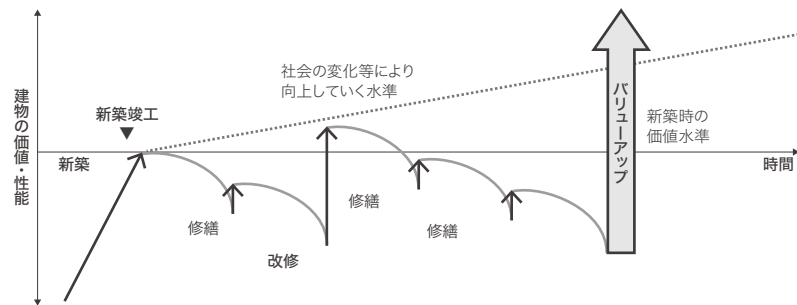 建物の価値・性能
新築竣工
新築
社会の変化等により
向上していく水準
修繕
改修
修繕
修繕
バリューアップ
新築時の
価値水準
時間